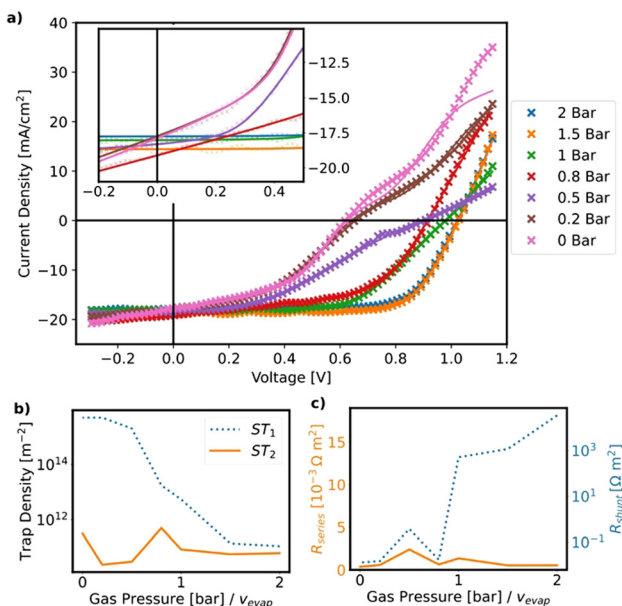 a)
Current Density [mA/cm²]
40
30
20
10
0
−10
−20
−12.5
−15.0
−17.5
−20.0
−0.2
0.0
0.2
0.4
−0.2
0.0
0.2
0.4
0.6
0.8
1.0
1.2
Voltage [V]
2 Bar
1.5 Bar
1 Bar
0.8 Bar
0.5 Bar
0.2 Bar
0 Bar
b)
Trap Density [m⁻²]
10¹⁴
10¹²
ST₁
ST₂
0
1
2
Gas Pressure [bar] / v_evap
c)
R_series [10⁻³ Ω m²]
15
10
5
0
R_shunt [Ω m²]
10³
10¹
10⁻¹
0
1
2
Gas Pressure [bar] / v_evap